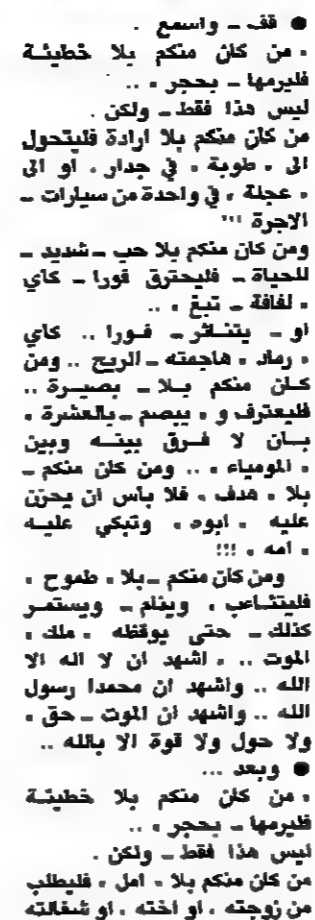 ● قف ـ واسمع .
« من كان منكم بلا خطيئة
فليرمها ـ بحجر » ..
ليس هذا فقط ـ ولكن .
من كان منكم بلا ارادة فليتحول
الى « طوبة » في جدار . او الى
« عجلة » في واحدة من سيارات ـ
الاجرة !!!
ومن كان منكم بلا حب ـ شديد ـ
للحياة ـ فليحترق فورا ـ كاي
« لفافة ـ تبغ » ..
او ـ يتناثر ـ فورا .. كاي
« رماد » هاجمته ـ الريح .. ومن
كان منكم بلا ـ بصيرة ..
فليعترف و « يبصم ـ بالعشرة »
بان لا فرق بينه وبين
« المومياء » .. ومن كان منكم ـ
بلا « هدف » فلا بأس ان يحزن
عليه « ابوه » وتبكي عليه
« امه » !!!
ومن كان منكم ـ بلا « طموح »
فليتثاءب . وينام ـ ويستمر
كذلك ـ حتى يوقظه « ملك »
الموت .. « اشهد ان لا اله الا
الله .. واشهد ان محمدا رسول
الله .. واشهد ان الموت ـ حق »
ولا حول ولا قوة الا بالله ..
● وبعد ...
« من كان منكم بلا خطيئة
فليرمها ـ بحجر » ..
ليس هذا فقط ـ ولكن .
من كان منكم بلا « امل » فليطلب
من زوجته . او اخته . او شغالته